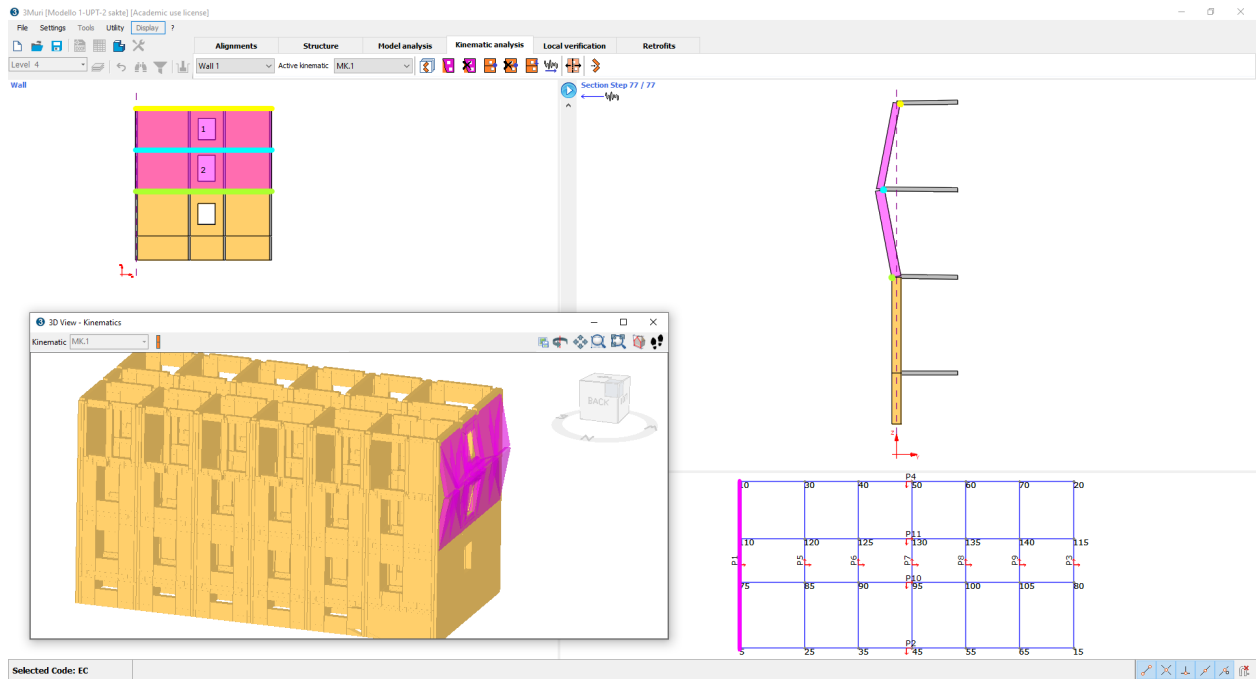 3Muri [Modello 1-UPT-2 sakte] [Academic use license]
File Settings Tools Utility Display ?
Alignments Structure Model analysis Kinematic analysis Local verification Retrofits
Level 4 Wall 1 Active kinematic MK.1
Wall
Section Step 77 / 77
1
2
3D View - Kinematics
Kinematic MK.1
BACK
N
z
P4
10 30 40 50 60 70 20
P11
110 120 125 130 135 140 115
P1 P5 P6 P7 P8 P9 P3
P10
75 85 90 95 100 105 80
P2
5 25 35 45 55 65 15
Selected Code: EC